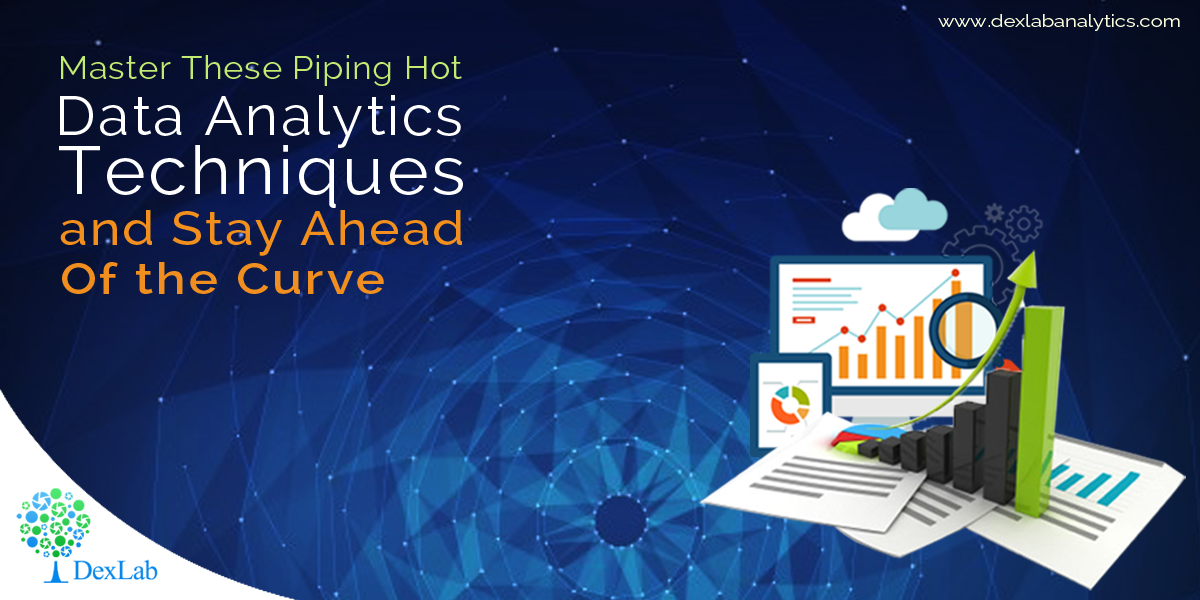 www.dexlabanalytics.com
Master These Piping Hot
Data Analytics
Techniques
and Stay Ahead
Of the Curve
DexLab